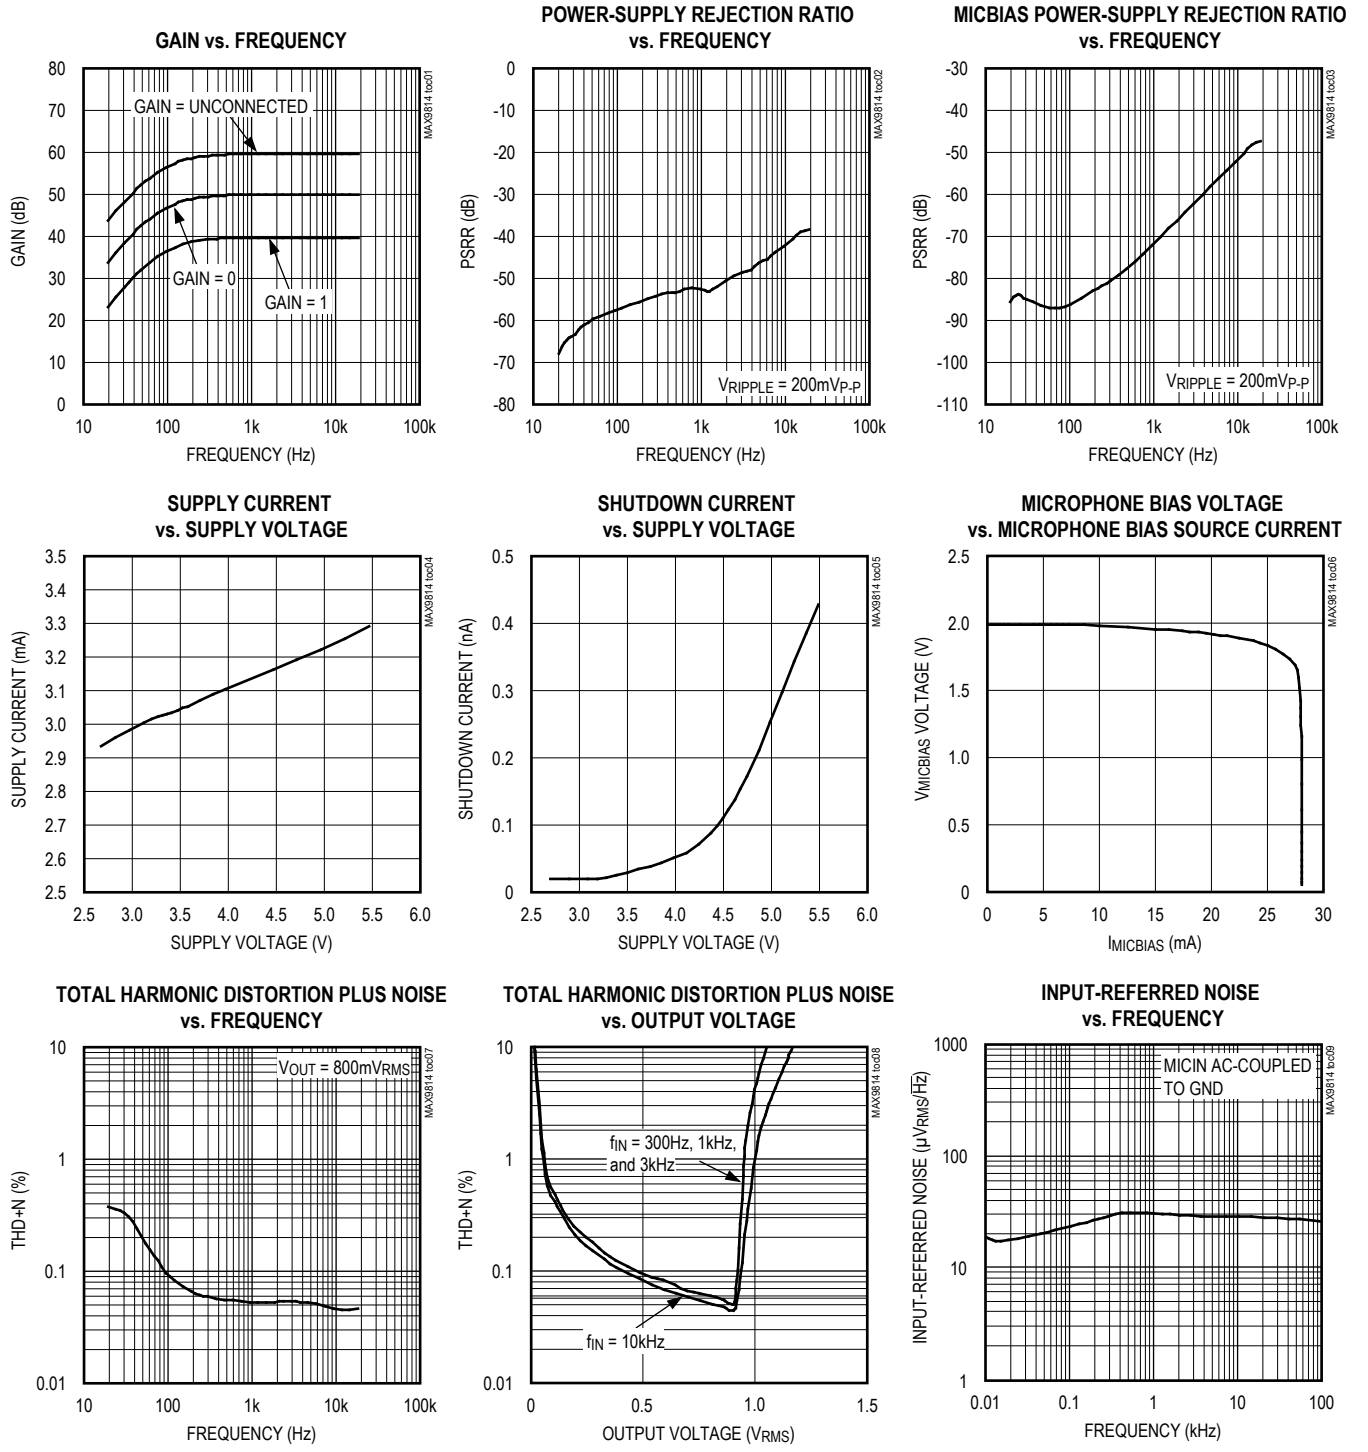 GAIN vs. FREQUENCY
80
70
60
50
40
30
20
10
0
GAIN (dB)
GAIN = UNCONNECTED
GAIN = 0
GAIN = 1
MAX9814 toc01
10
100
1k
10k
100k
FREQUENCY (Hz)
POWER-SUPPLY REJECTION RATIO
vs. FREQUENCY
0
-10
-20
-30
-40
-50
-60
-70
-80
PSRR (dB)
VRIPPLE = 200mVP-P
MAX9814 toc02
10
100
1k
10k
100k
FREQUENCY (Hz)
MICBIAS POWER-SUPPLY REJECTION RATIO
vs. FREQUENCY
-30
-40
-50
-60
-70
-80
-90
-100
-110
PSRR (dB)
VRIPPLE = 200mVP-P
MAX9814 toc03
10
100
1k
10k
100k
FREQUENCY (Hz)
SUPPLY CURRENT
vs. SUPPLY VOLTAGE
3.5
3.4
3.3
3.2
3.1
3.0
2.9
2.8
2.7
2.6
2.5
SUPPLY CURRENT (mA)
MAX9814 toc04
2.5
3.0
3.5
4.0
4.5
5.0
5.5
6.0
SUPPLY VOLTAGE (V)
SHUTDOWN CURRENT
vs. SUPPLY VOLTAGE
0.5
0.4
0.3
0.2
0.1
0
SHUTDOWN CURRENT (nA)
MAX9814 toc05
2.5
3.0
3.5
4.0
4.5
5.0
5.5
6.0
SUPPLY VOLTAGE (V)
MICROPHONE BIAS VOLTAGE
vs. MICROPHONE BIAS SOURCE CURRENT
2.5
2.0
1.5
1.0
0.5
0
VMICBIAS VOLTAGE (V)
MAX9814 toc06
0
5
10
15
20
25
30
IMICBIAS (mA)
TOTAL HARMONIC DISTORTION PLUS NOISE
vs. FREQUENCY
10
1
0.1
0.01
THD+N (%)
VOUT = 800mVRMS
MAX9814 toc07
10
100
1k
10k
100k
FREQUENCY (Hz)
TOTAL HARMONIC DISTORTION PLUS NOISE
vs. OUTPUT VOLTAGE
10
1
0.1
0.01
THD+N (%)
fIN = 300Hz, 1kHz,
and 3kHz
fIN = 10kHz
MAX9814 toc08
0
0.5
1.0
1.5
OUTPUT VOLTAGE (VRMS)
INPUT-REFERRED NOISE
vs. FREQUENCY
1000
100
10
1
INPUT-REFERRED NOISE (µVRMS/√Hz)
MICIN AC-COUPLED
TO GND
MAX9814 toc09
0.01
0.1
1
10
100
FREQUENCY (kHz)